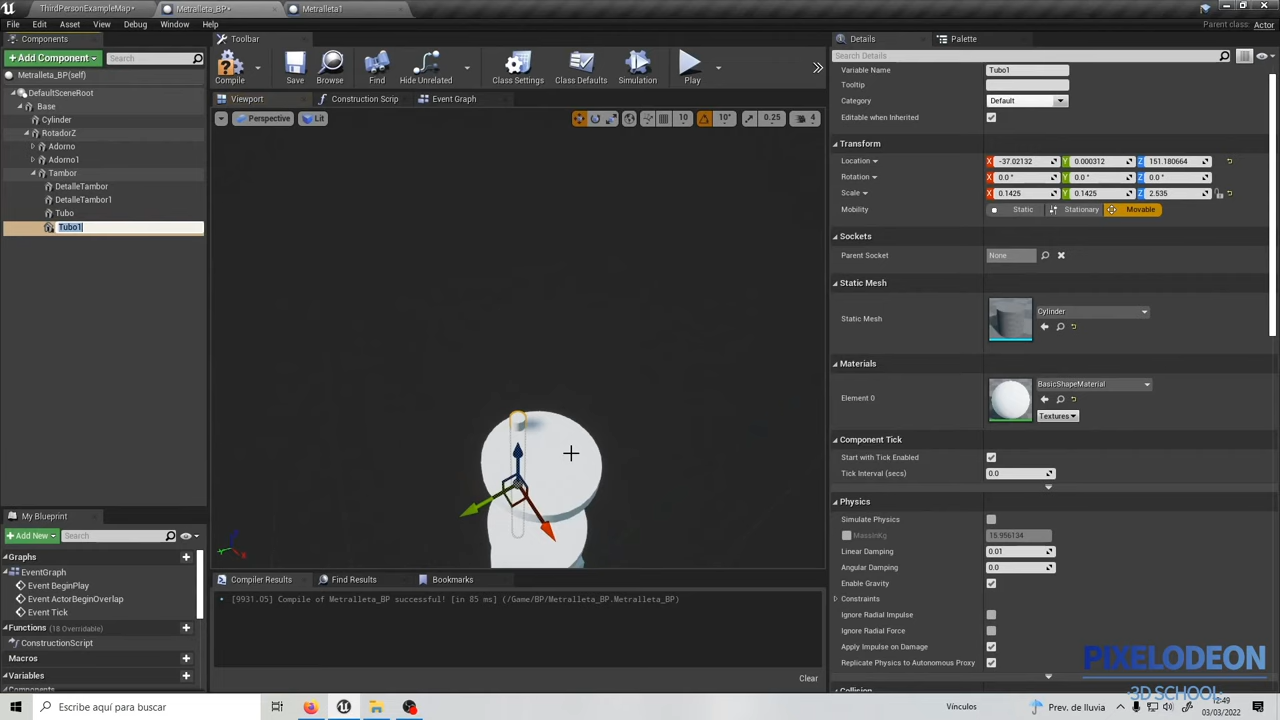 ThirdPersonExampleMap•
Metralleta_BP*
Metralleta1
File Edit Asset View Debug Window Help
Parent class: Actor
Components
Add Component
Search
Metralleta_BP(self)
DefaultSceneRoot
Base
Cylinder
RotadorZ
Adorno
Adorno1
Tambor
DetalleTambor
DetalleTambor1
Tubo
Tubo1
Toolbar
Compile
Save
Browse
Find
Hide Unrelated
Class Settings
Class Defaults
Simulation
Play
Viewport
Construction Scrip
Event Graph
Perspective
Lit
10
10°
0.25
4
Compiler Results
Find Results
Bookmarks
[9931.05] Compile of Metralleta_BP successful! [in 85 ms] (/Game/BP/Metralleta_BP.Metralleta_BP)
Clear
My Blueprint
Add New
Search
Graphs
EventGraph
Event BeginPlay
Event ActorBeginOverlap
Event Tick
Functions (18 Overridable)
ConstructionScript
Macros
Variables
Components
Details
Palette
Search Details
Variable Name Tubo1
Tooltip
Category Default
Editable when Inherited
Transform
Location X -37.02132 Y 0.000312 Z 151.180664
Rotation X 0.0 ° Y 0.0 ° Z 0.0 °
Scale X 0.1425 Y 0.1425 Z 2.535
Mobility Static Stationary Movable
Sockets
Parent Socket None
Static Mesh
Static Mesh Cylinder
Materials
Element 0 BasicShapeMaterial
Textures
Component Tick
Start with Tick Enabled
Tick Interval (secs) 0.0
Physics
Simulate Physics
MassInKg 15.956134
Linear Damping 0.01
Angular Damping 0.0
Enable Gravity
Constraints
Ignore Radial Impulse
Ignore Radial Force
Apply Impulse on Damage
Replicate Physics to Autonomous Proxy
Collision
PIXELODEON
3D SCHOOL
Escribe aquí para buscar
Vínculos
Prev. de lluvia
12:49
03/03/2022